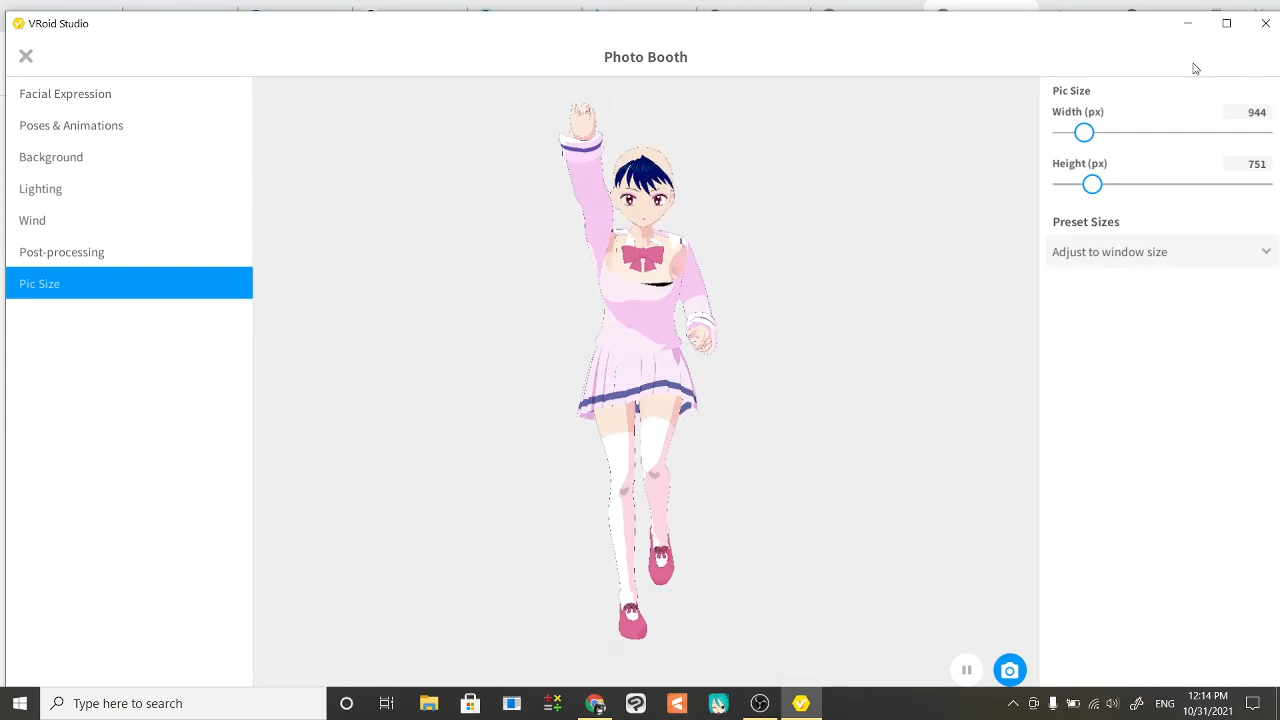 VRoid Studio
Photo Booth
Facial Expression
Poses & Animations
Background
Lighting
Wind
Post-processing
Pic Size
Pic Size
Width (px) 944
Height (px) 751
Preset Sizes
Adjust to window size
Type here to search
ENG
12:14 PM
10/31/2021